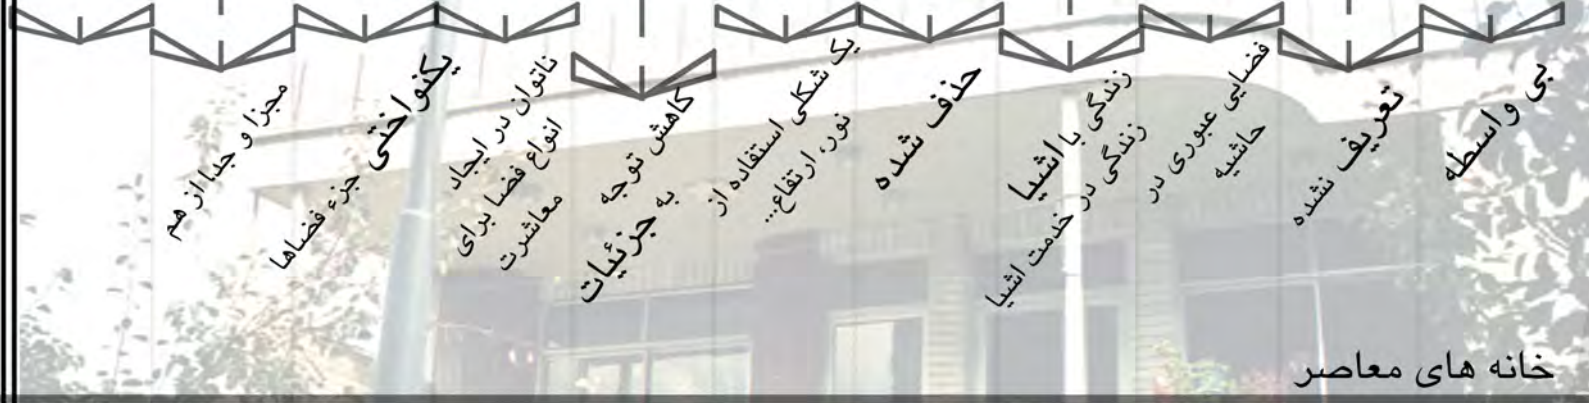 بی واسطه
تعریف نشده
فضایی عبوری در
حاشیه
زندگی با اشیا
زندگی در خدمت اشیا
حذف شده
یک شکلی استفاده از
نور، ارتفاع...
کاهش توجه
به جزئیات
ناتوان در ایجاد
انواع فضا برای
معاشرت
یکنواختی
جزء فضاها
مجزا و جدا از هم
خانه های معاصر